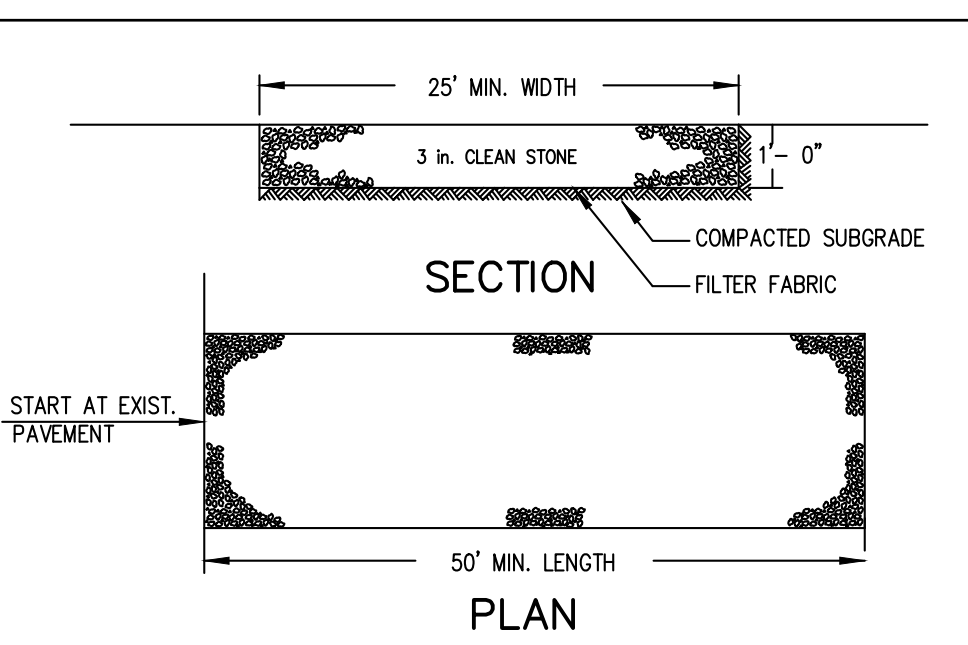 25' MIN. WIDTH
3 in. CLEAN STONE
1'- 0"
COMPACTED SUBGRADE
SECTION
FILTER FABRIC
START AT EXIST.
PAVEMENT
50' MIN. LENGTH
PLAN